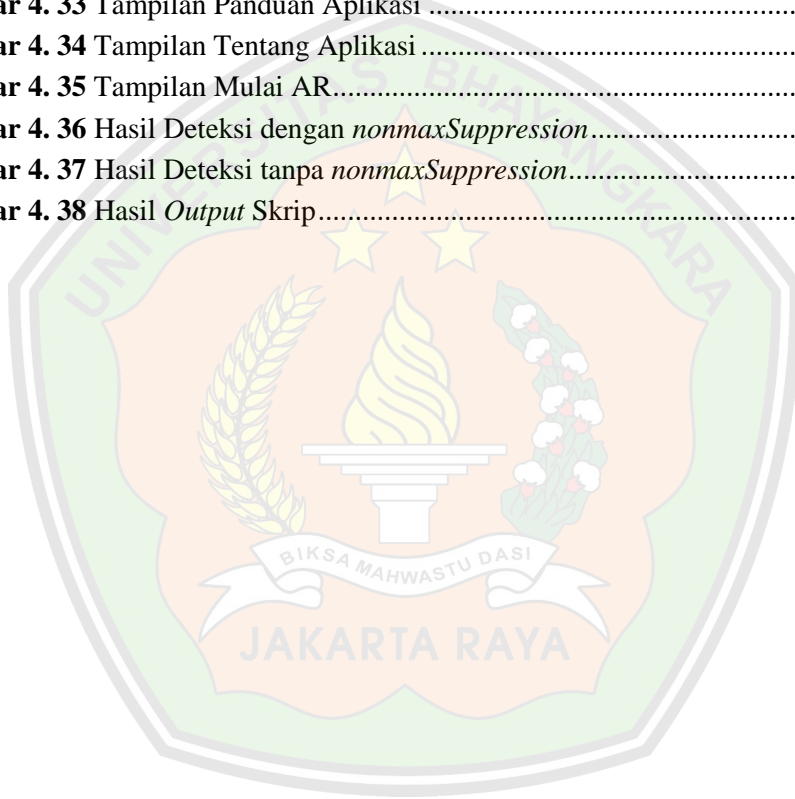 ar 4. 33 Tampilan Panduan Aplikasi ....................................................................
ar 4. 34 Tampilan Tentang Aplikasi ....................................................................
ar 4. 35 Tampilan Mulai AR....................................................................
ar 4. 36 Hasil Deteksi dengan nonmaxSuppression....................................
ar 4. 37 Hasil Deteksi tanpa nonmaxSuppression........................................
ar 4. 38 Hasil Output Skrip....................................................................
UNIVERSITAS BHAYANGKARA
BIKSA MAHWASTU DASI
JAKARTA RAYA